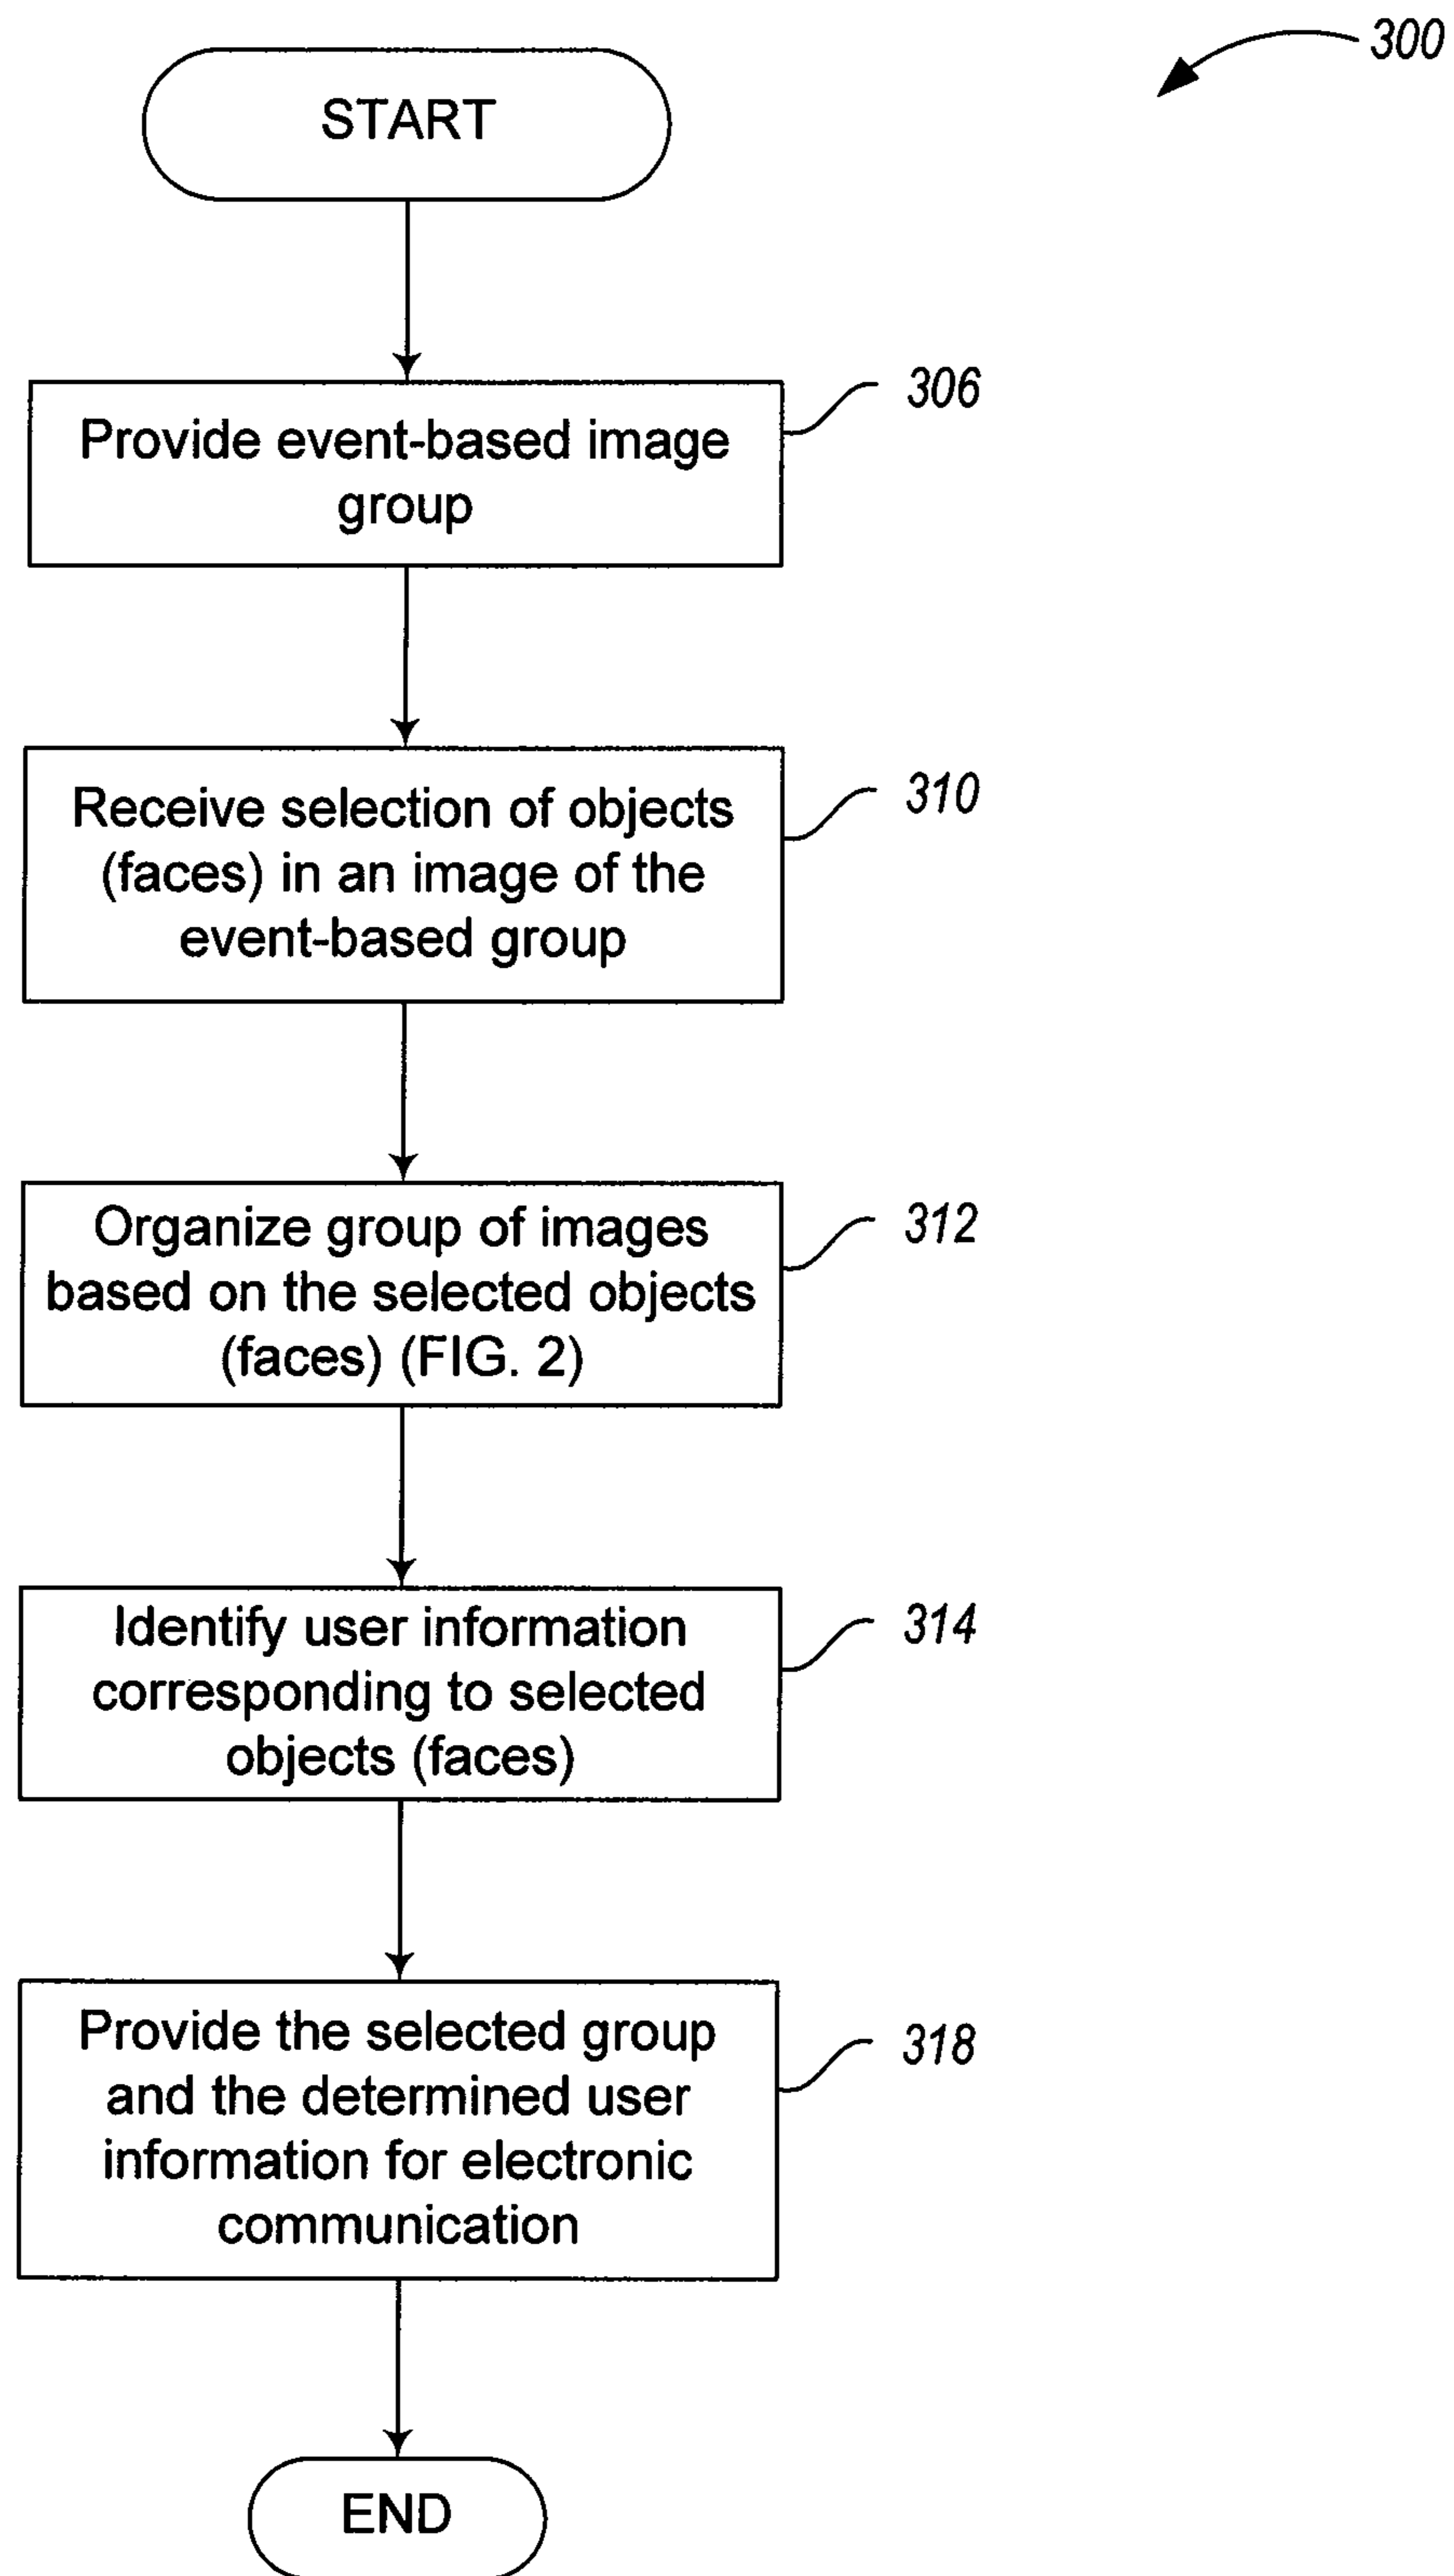 300
START
306
Provide event-based image
group
310
Receive selection of objects
(faces) in an image of the
event-based group
312
Organize group of images
based on the selected objects
(faces) (FIG. 2)
314
Identify user information
corresponding to selected
objects (faces)
318
Provide the selected group
and the determined user
information for electronic
communication
END